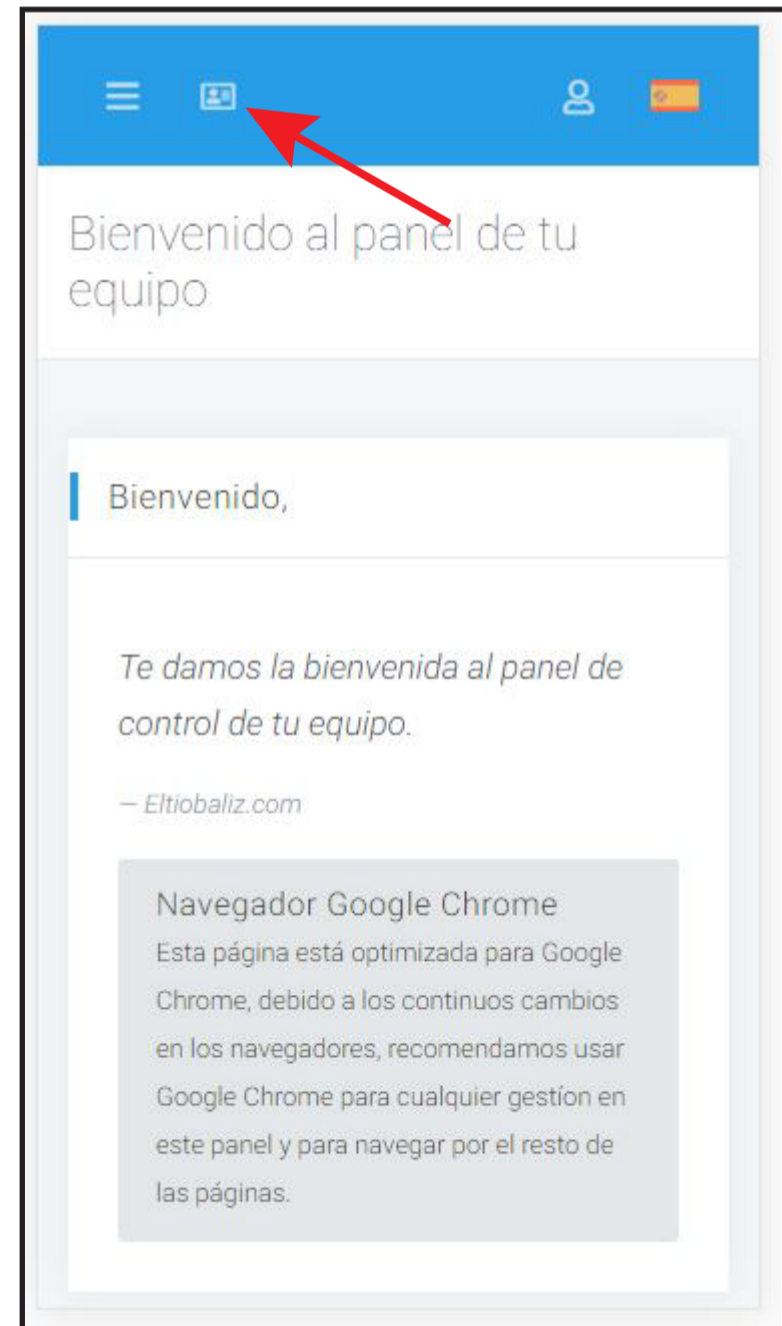 Bienvenido al panel de tu
equipo
Bienvenido,
Te damos la bienvenida al panel de
control de tu equipo.
— Eltiobaliz.com
Navegador Google Chrome
Esta página está optimizada para Google
Chrome, debido a los continuos cambios
en los navegadores, recomendamos usar
Google Chrome para cualquier gestíon en
este panel y para navegar por el resto de
las páginas.